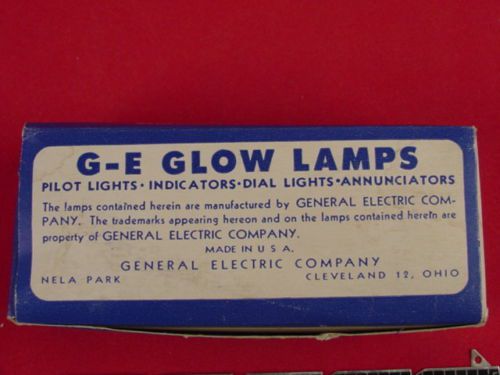 G-E GLOW LAMPS
PILOT LIGHTS · INDICATORS · DIAL LIGHTS · ANNUNCIATORS
The lamps contained herein are manufactured by GENERAL ELECTRIC COM-
PANY. The trademarks appearing hereon and on the lamps contained herein are
property of GENERAL ELECTRIC COMPANY.
MADE IN U S A.
GENERAL ELECTRIC COMPANY
NELA PARK CLEVELAND 12, OHIO